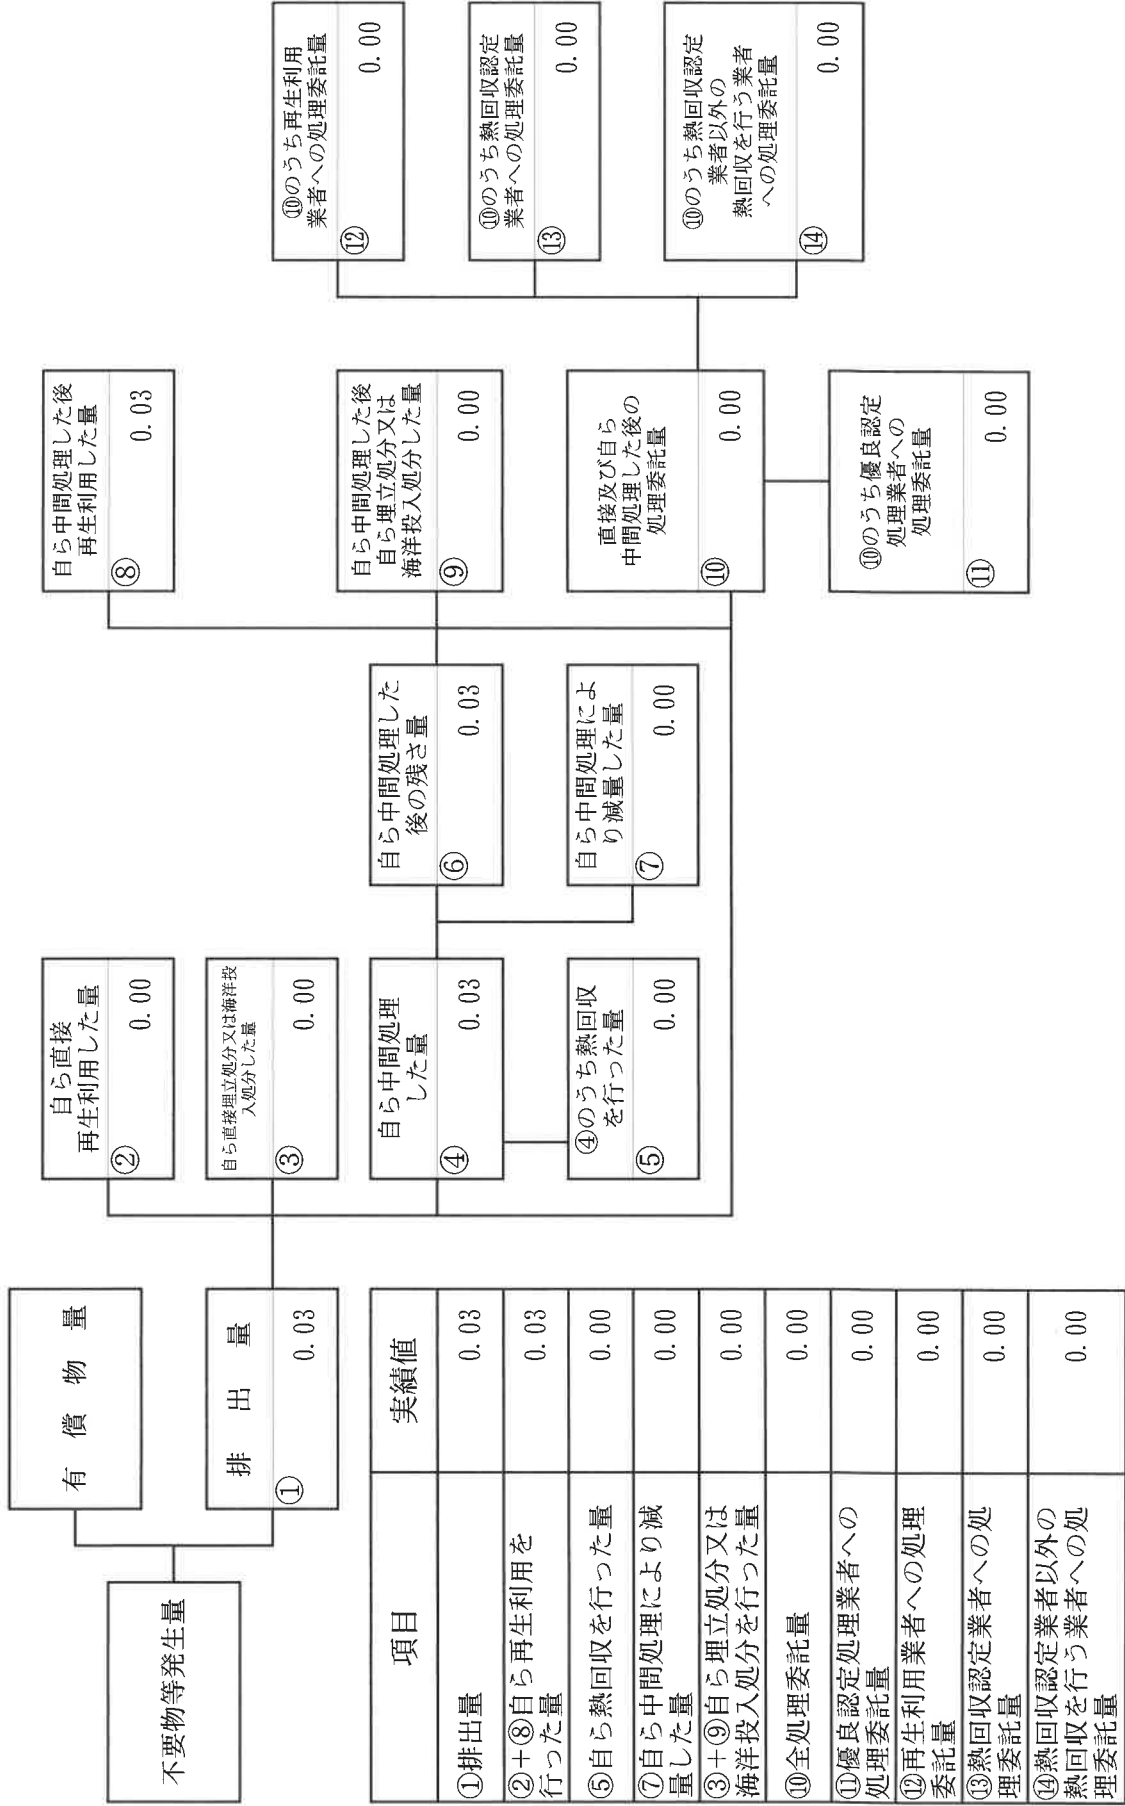 不要物等発生量
有償物量
排出量
①
0.03
自ら直接
再生利用した量
②
0.00
自ら直接埋立処分又は海洋投
入処分した量
③
0.00
自ら中間処理
した量
④
0.03
④のうち熱回収
を行った量
⑤
0.00
自ら中間処理した
後の残さ量
⑥
0.03
自ら中間処理によ
り減量した量
⑦
0.00
自ら中間処理した後
再生利用した量
⑧
0.03
自ら中間処理した後
自ら埋立処分又は
海洋投入処分した量
⑨
0.00
直接及び自ら
中間処理した後の
処理委託量
⑩
0.00
⑩のうち優良認定
処理業者への
処理委託量
⑪
0.00
⑩のうち再生利用
業者への処理委託量
⑫
0.00
⑩のうち熱回収認定
業者への処理委託量
⑬
0.00
⑩のうち熱回収認定
業者以外の
熱回収を行う業者
への処理委託量
⑭
0.00
項目 実績値
①排出量 0.03
②+⑧自ら再生利用を
行った量 0.03
⑤自ら熱回収を行った量 0.00
⑦自ら中間処理により減
量した量 0.00
③+⑨自ら埋立処分又は
海洋投入処分を行った量 0.00
⑩全処理委託量 0.00
⑪優良認定処理業者への
処理委託量 0.00
⑫再生利用業者への処理
委託量 0.00
⑬熱回収認定業者への処
理委託量 0.00
⑭熱回収認定業者以外の
熱回収を行う業者への処
理委託量 0.00